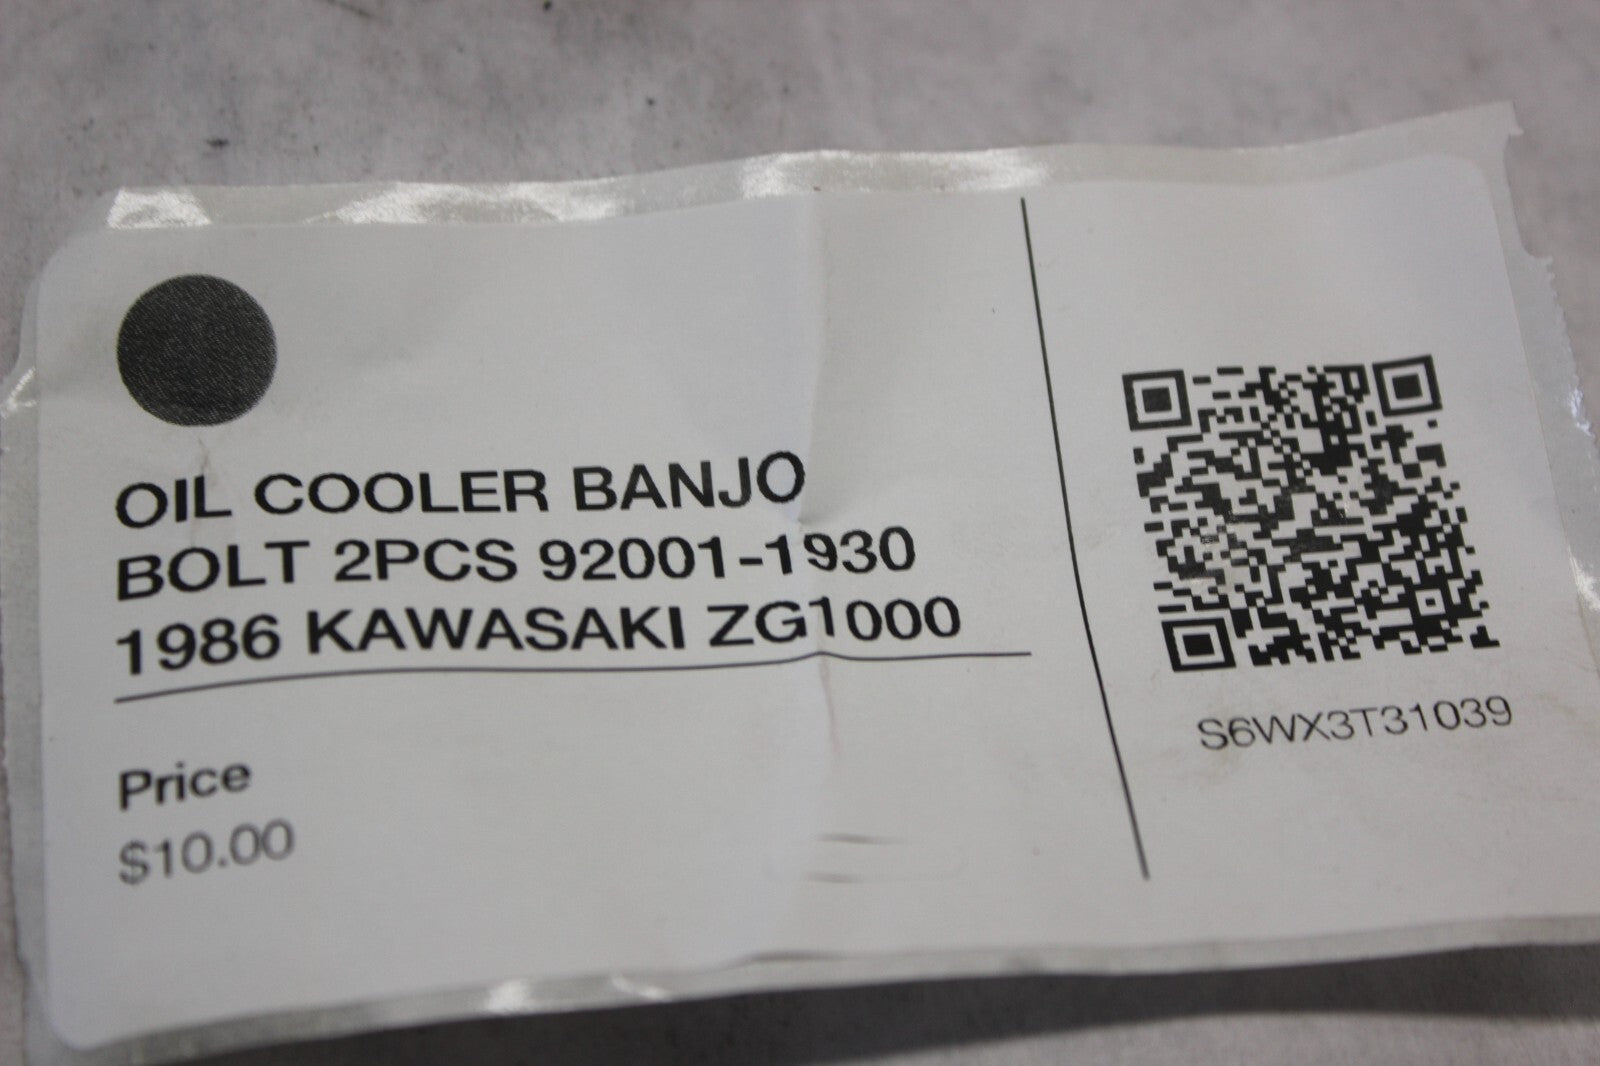 OIL COOLER BANJO
BOLT 2PCS 92001-1930
1986 KAWASAKI ZG1000
Price
$10.00
S6WX3T31039